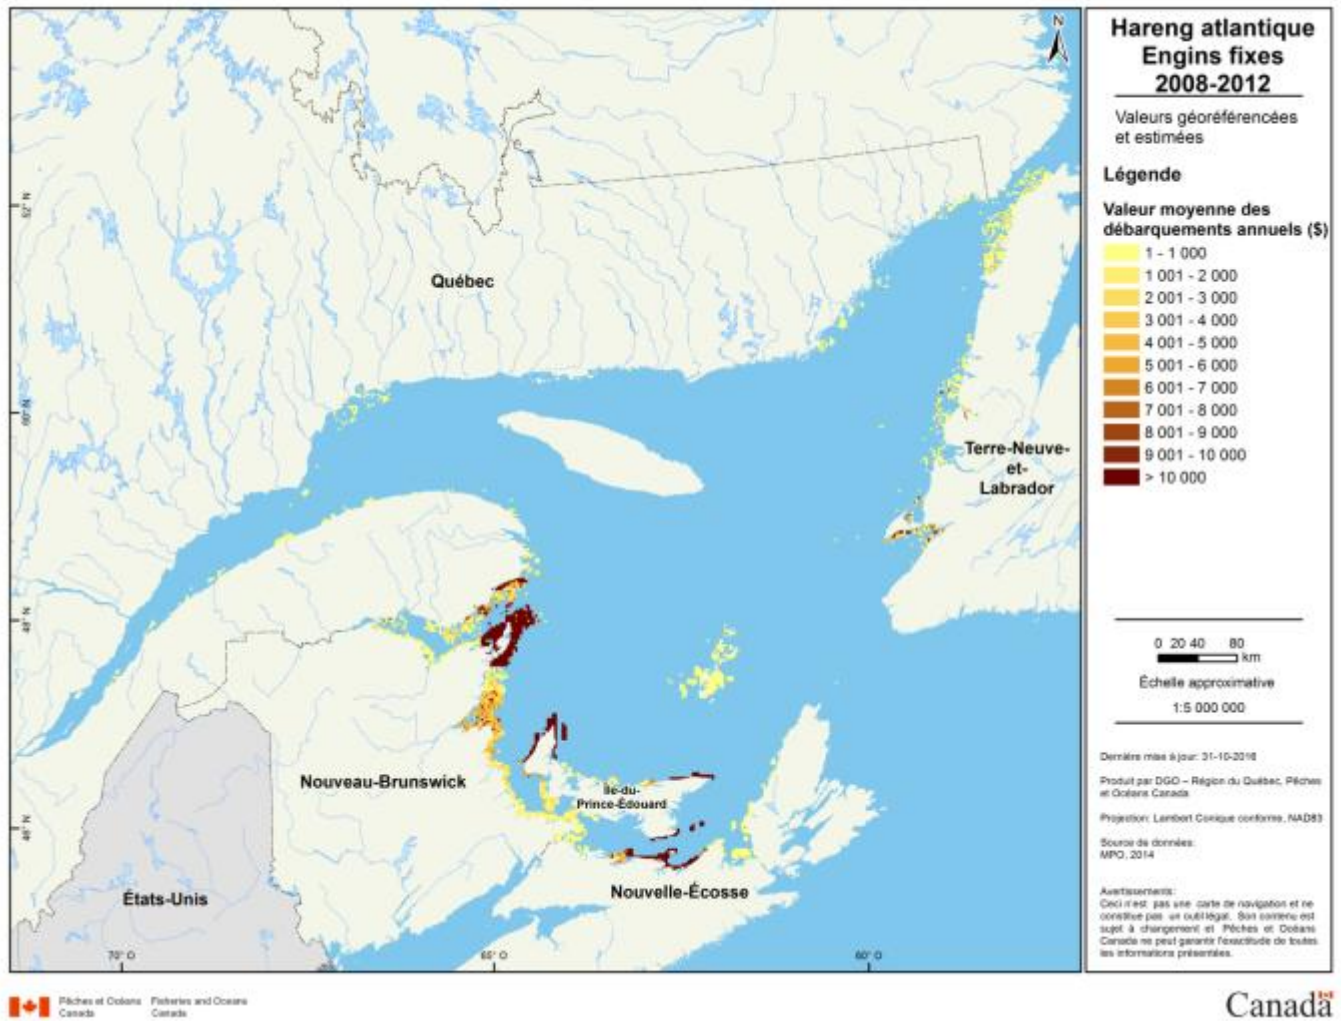 N
Hareng atlantique
Engins fixes
2008-2012
Valeurs géoréférencées
et estimées
Légende
Valeur moyenne des
débarquements annuels ($)
1 - 1 000
1 001 - 2 000
2 001 - 3 000
3 001 - 4 000
4 001 - 5 000
5 001 - 6 000
6 001 - 7 000
7 001 - 8 000
8 001 - 9 000
9 001 - 10 000
> 10 000
0 20 40 80
km
Échelle approximative
1:5 000 000
Dernière mise à jour: 31-10-2016
Produit par DGO – Région du Québec, Pêches
et Océans Canada
Projection: Lambert Conique conforme, NAD83
Source de données:
MPO, 2014
Avertissements:
Ceci n'est pas une carte de navigation et ne
constitue pas un outil légal. Son contenu est
sujet à changement et Pêches et Océans
Canada ne peut garantir l'exactitude de toutes
les informations présentées.
Québec
Terre-Neuve-
et-
Labrador
Nouveau-Brunswick
Île-du-
Prince-Édouard
Nouvelle-Écosse
États-Unis
52° N
50° N
48° N
46° N
70° O
65° O
60° O
Pêches et Océans
Canada
Fisheries and Oceans
Canada
Canada